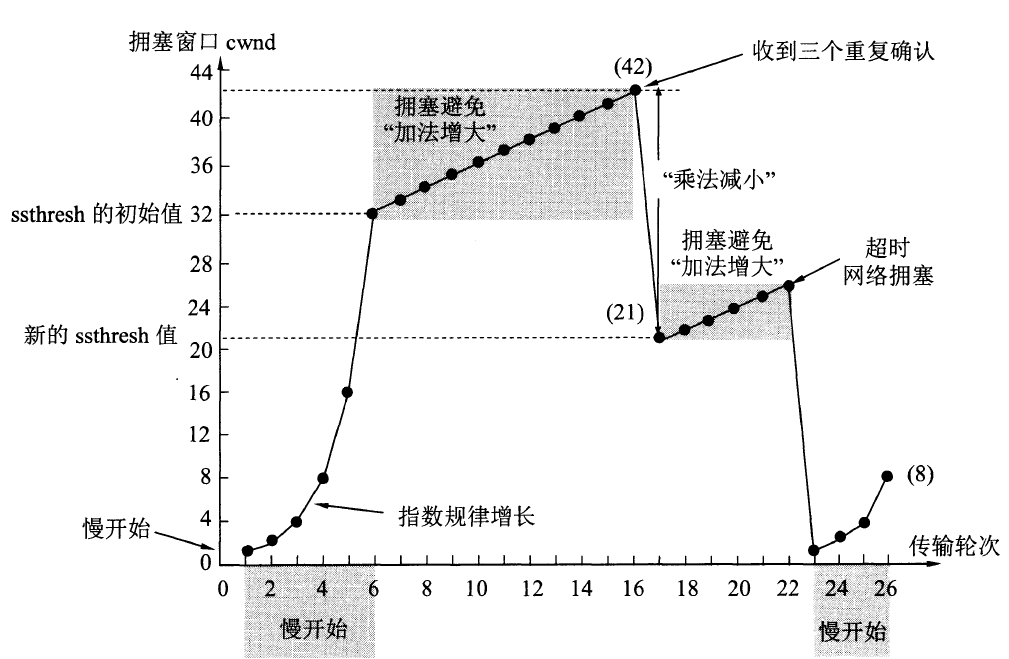 拥塞窗口 cwnd
44
40
36
ssthresh 的初始值 32
28
24
新的 ssthresh 值
20
16
12
8
4
慢开始
0
(42)
收到三个重复确认
拥塞避免
“加法增大”
“乘法减小”
拥塞避免
“加法增大”
超时
网络拥塞
(21)
(8)
指数规律增长
传输轮次
0 2 4 6 8 10 12 14 16 18 20 22 24 26
慢开始
慢开始